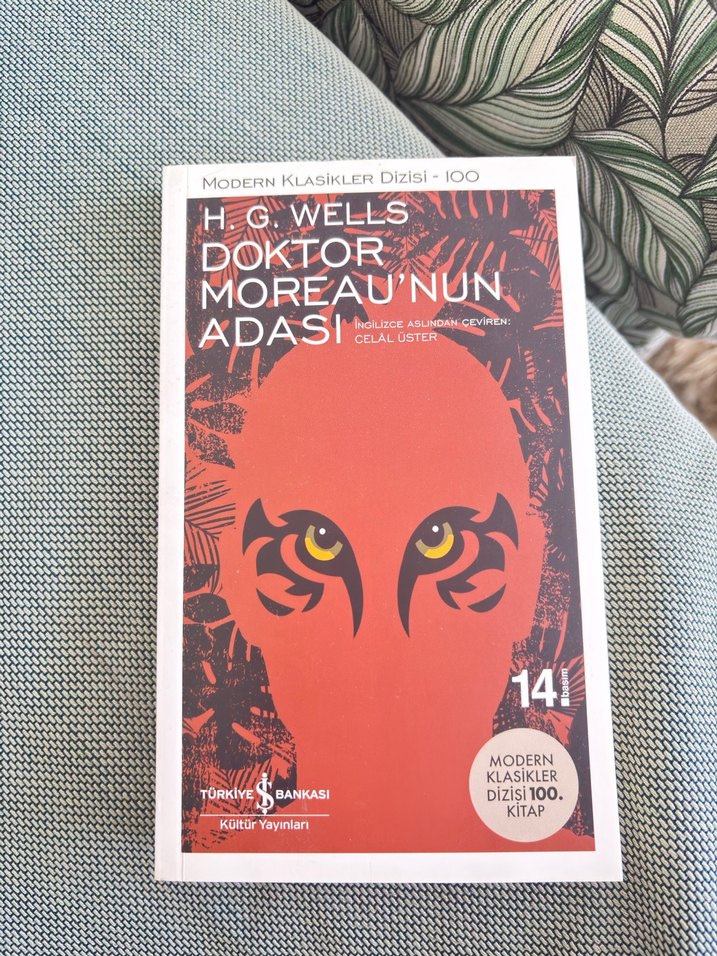 MODERN KLASİKLER DİZİSİ - 100
H. G. WELLS
DOKTOR
MOREAU'NUN
ADASI
İNGİLİZCE ASLINDAN ÇEVİREN:
CELÂL ÜSTER
14.
basım
MODERN
KLASİKLER
DİZİSİ 100.
KİTAP
TÜRKİYE İŞ BANKASI
Kültür Yayınları